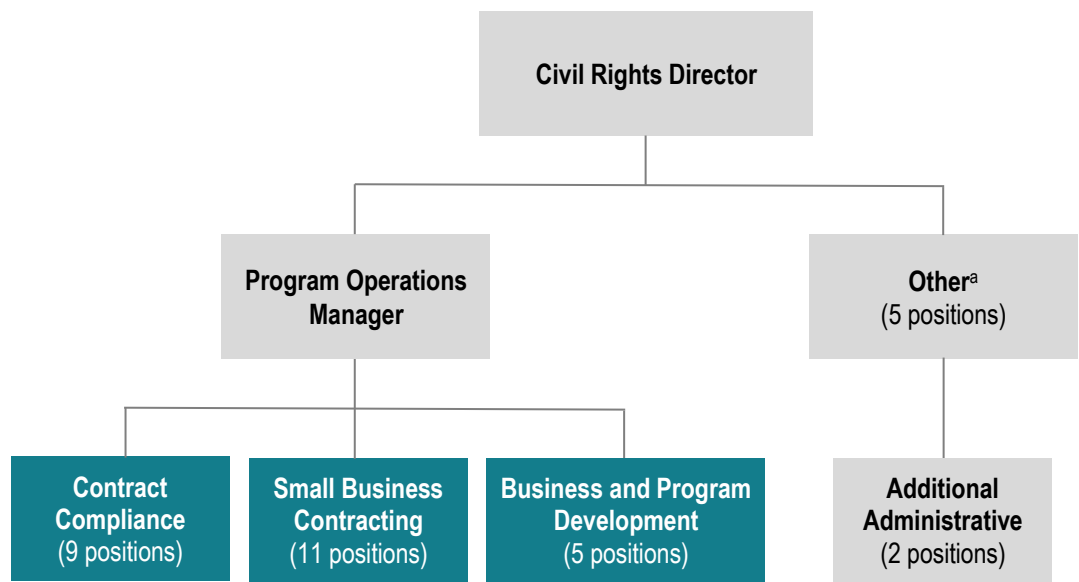 Civil Rights Director
Program Operations
Manager
Otherᵃ
(5 positions)
Contract
Compliance
(9 positions)
Small Business
Contracting
(11 positions)
Business and Program
Development
(5 positions)
Additional
Administrative
(2 positions)